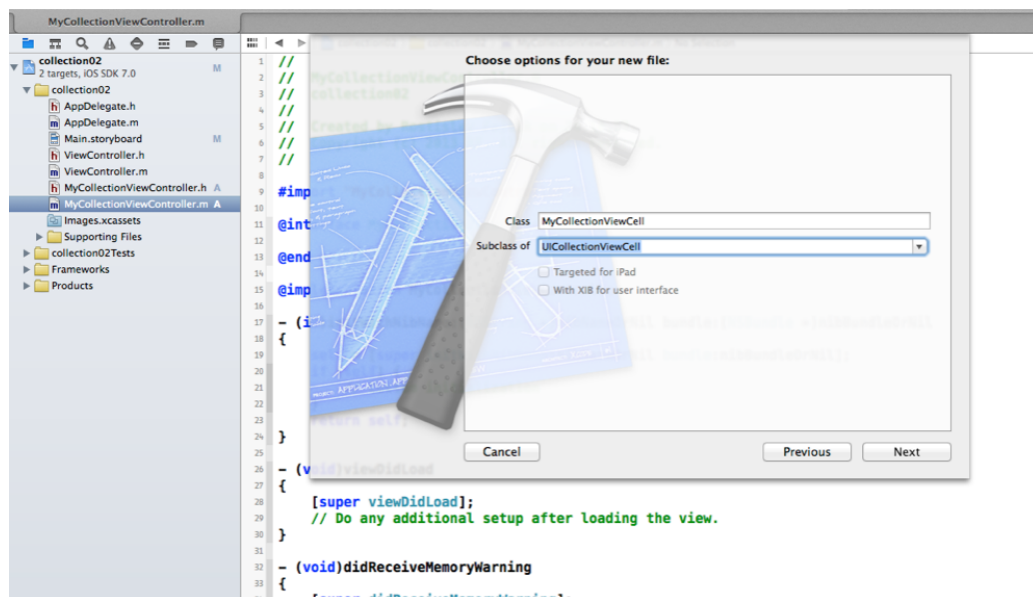 MyCollectionViewController.m
collection02
2 targets, iOS SDK 7.0
M
collection02
AppDelegate.h
AppDelegate.m
Main.storyboard
M
ViewController.h
ViewController.m
MyCollectionViewController.h A
MyCollectionViewController.m A
Images.xcassets
Supporting Files
collection02Tests
Frameworks
Products
Choose options for your new file:
Class MyCollectionViewCell
Subclass of UICollectionViewCell
Targeted for iPad
With XIB for user interface
Cancel
Previous
Next
1 //
2 //
3 //
4 //
5 //
6 //
7 //
8
9 #imp
10
11 @int
12
13 @end
14
15 @imp
16
17 - (i
18 {
19
20
21
22
23 return self;
24 }
25
26 - (void)viewDidLoad
27 {
28 [super viewDidLoad];
29 // Do any additional setup after loading the view.
30 }
31
32 - (void)didReceiveMemoryWarning
33 {
[super didReceiveMemoryWarning];